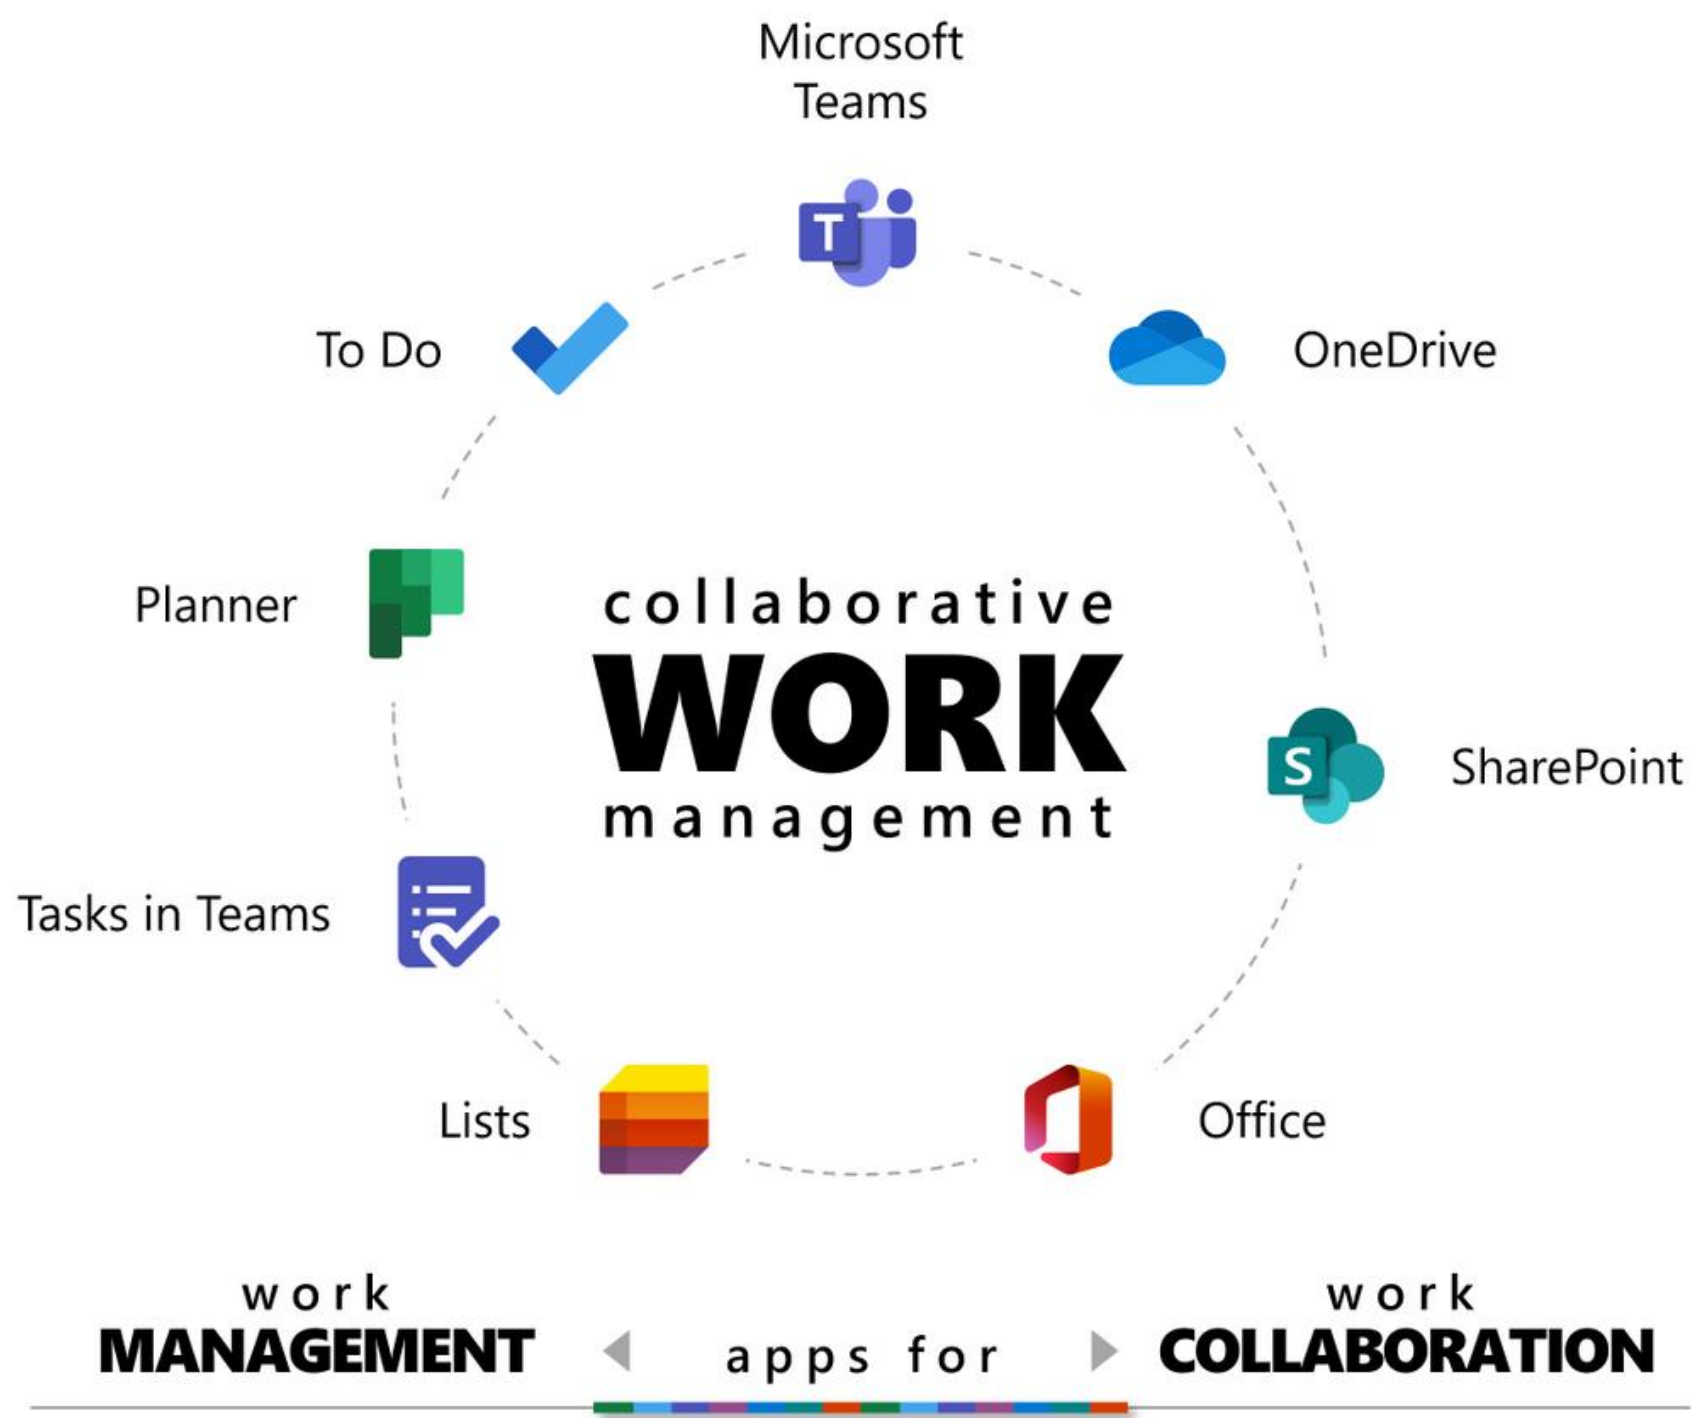 Microsoft
Teams
T
To Do
OneDrive
Planner
collaborative
WORK
management
S
SharePoint
Tasks in Teams
Lists
Office
work
MANAGEMENT
apps for
work
COLLABORATION